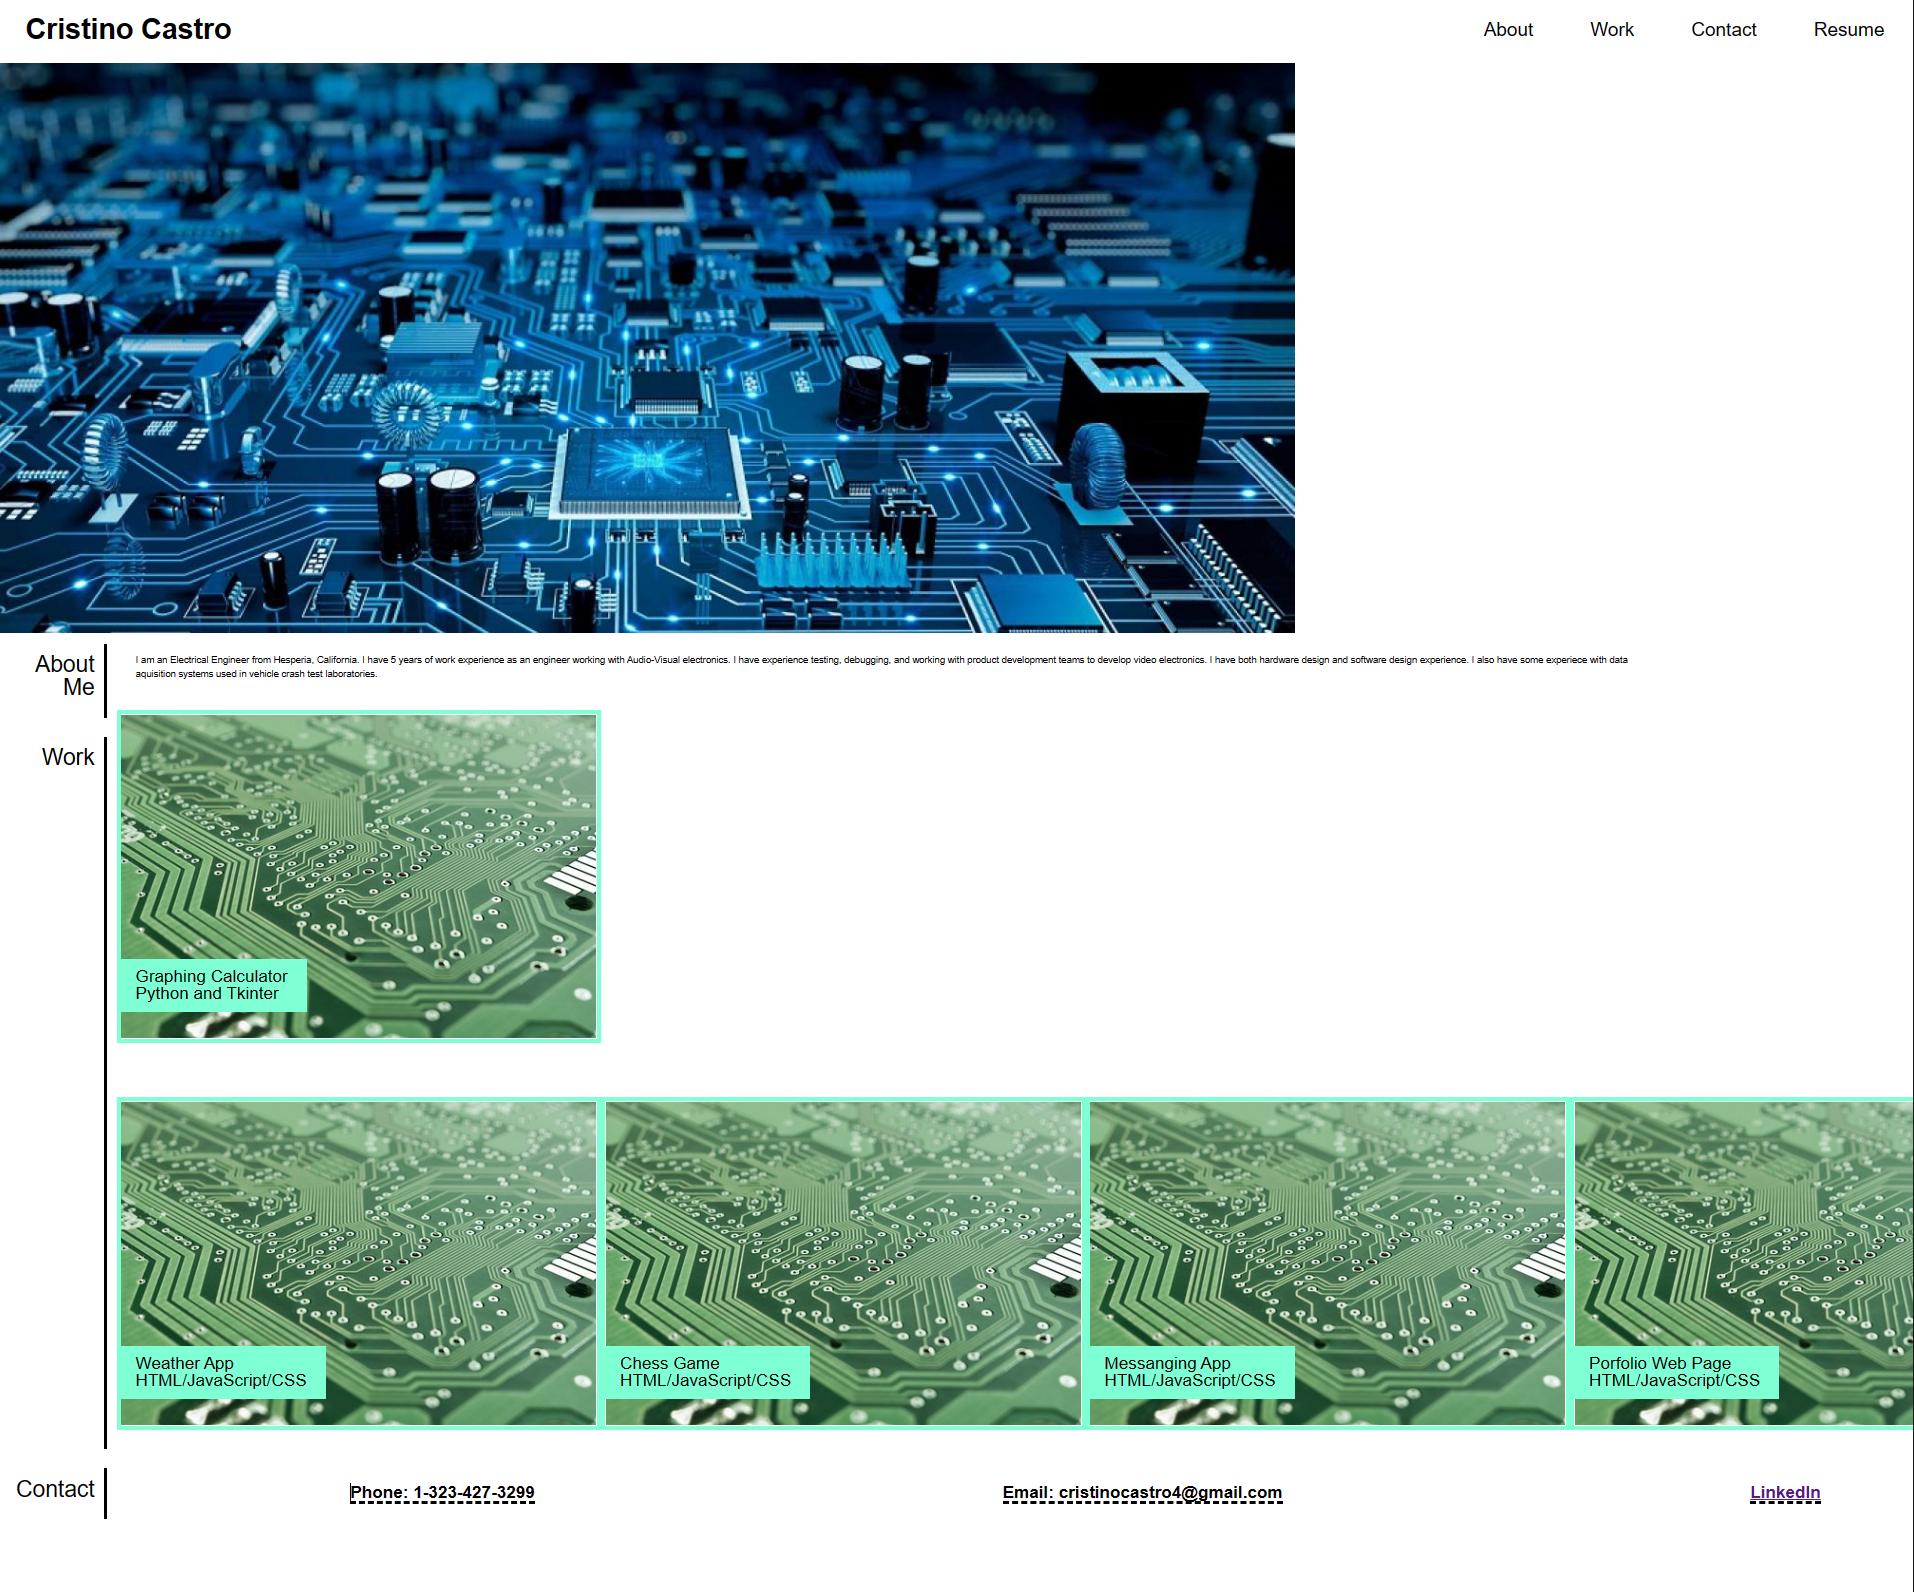 Cristino Castro
About Work Contact Resume
About
Me
I am an Electrical Engineer from Hesperia, California. I have 5 years of work experience as an engineer working with Audio-Visual electronics. I have experience testing, debugging, and working with product development teams to develop video electronics. I have both hardware design and software design experience. I also have some experiece with data
aquisition systems used in vehicle crash test laboratories.
Work
Graphing Calculator
Python and Tkinter
Weather App
HTML/JavaScript/CSS
Chess Game
HTML/JavaScript/CSS
Messanging App
HTML/JavaScript/CSS
Porfolio Web Page
HTML/JavaScript/CSS
Contact
Phone: 1-323-427-3299
Email: cristinocastro4@gmail.com
LinkedIn